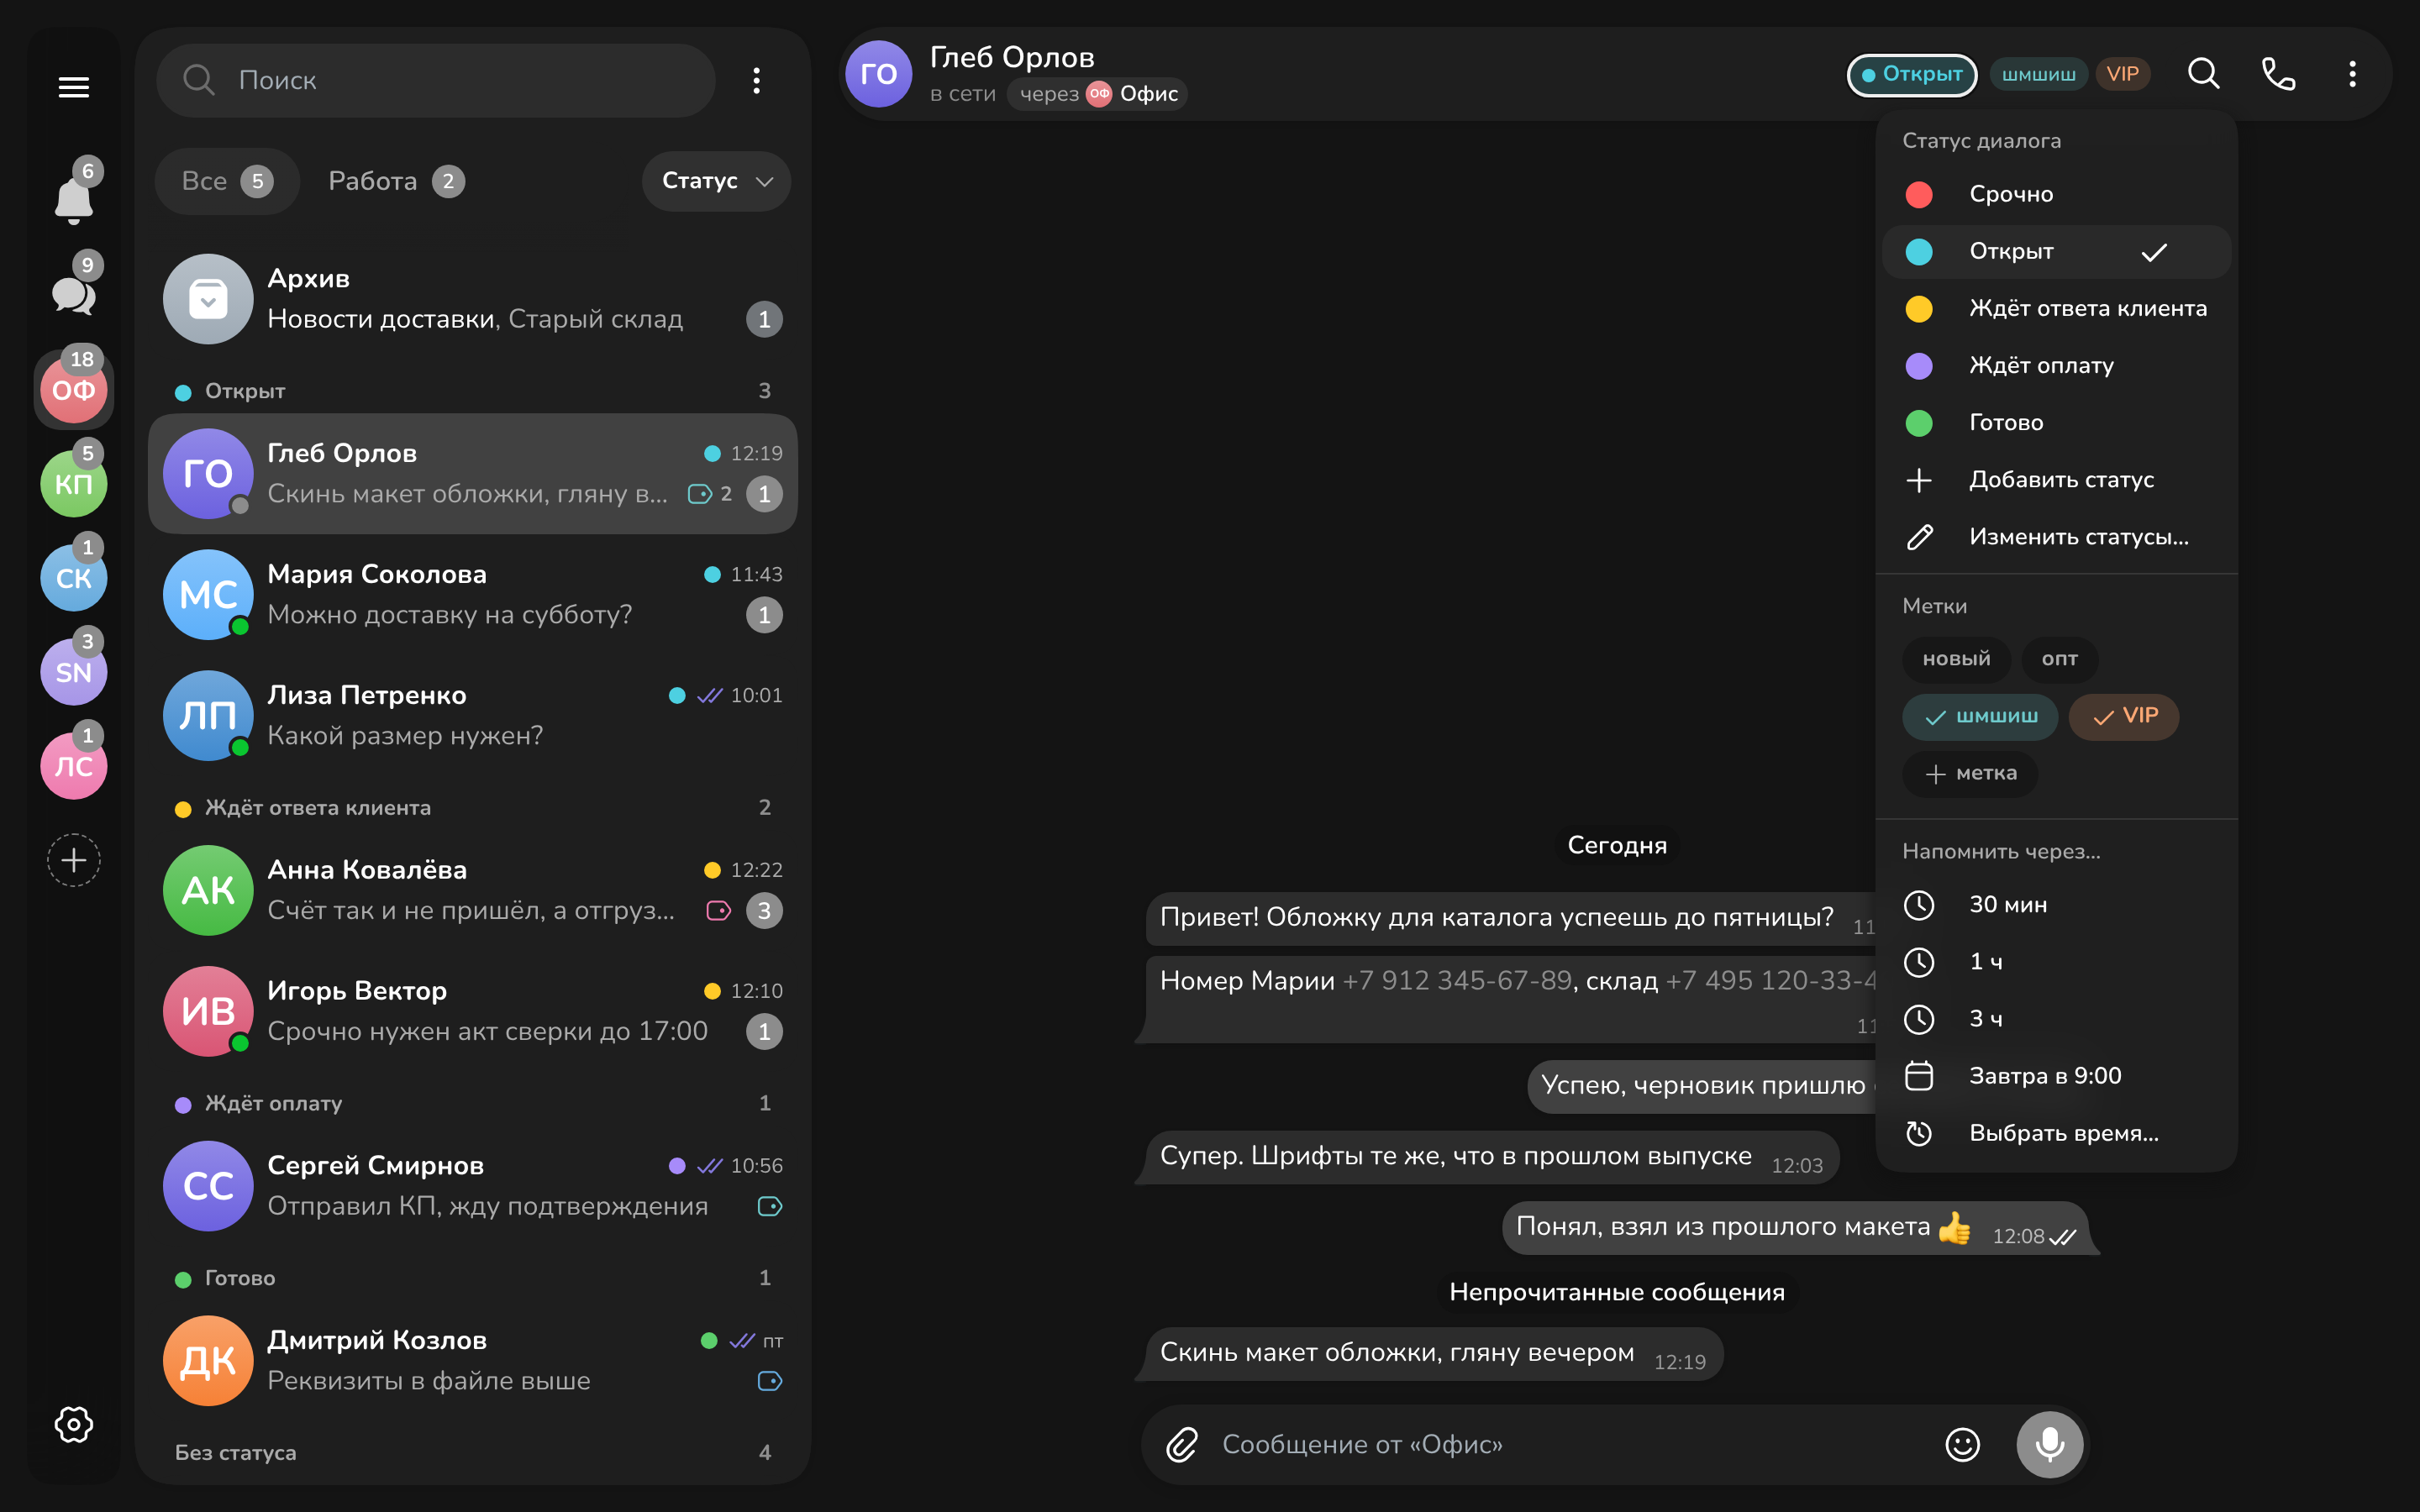 6
9
18
ОФ
5
КП
1
СК
3
SN
1
ЛС
Поиск
Все 5
Работа 2
Статус
Архив
Новости доставки, Старый склад 1
Открыт 3
ГО
Глеб Орлов 12:19
Скинь макет обложки, гляну в... 2 1
МС
Мария Соколова 11:43
Можно доставку на субботу? 1
ЛП
Лиза Петренко 10:01
Какой размер нужен?
Ждёт ответа клиента 2
АК
Анна Ковалёва 12:22
Счёт так и не пришёл, а отгруз... 3
ИВ
Игорь Вектор 12:10
Срочно нужен акт сверки до 17:00 1
Ждёт оплату 1
СС
Сергей Смирнов 10:56
Отправил КП, жду подтверждения
Готово 1
ДК
Дмитрий Козлов пт
Реквизиты в файле выше
Без статуса 4
ГО
Глеб Орлов
в сети через ОФ Офис
Открыт шмшиш VIP
Сегодня
Привет! Обложку для каталога успеешь до пятницы? 11
Номер Марии +7 912 345-67-89, склад +7 495 120-33-4
11
Успею, черновик пришлю
Супер. Шрифты те же, что в прошлом выпуске 12:03
Понял, взял из прошлого макета 👍 12:08
Непрочитанные сообщения
Скинь макет обложки, гляну вечером 12:19
Сообщение от «Офис»
Статус диалога
Срочно
Открыт
Ждёт ответа клиента
Ждёт оплату
Готово
Добавить статус
Изменить статусы...
Метки
новый опт
шмшиш VIP
метка
Напомнить через...
30 мин
1 ч
3 ч
Завтра в 9:00
Выбрать время...